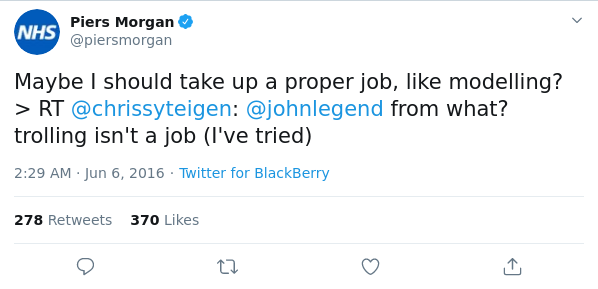 NHS
Piers Morgan
@piersmorgan
Maybe I should take up a proper job, like modelling?
> RT @chrissyteigen: @johnlegend from what?
trolling isn't a job (I've tried)
2:29 AM · Jun 6, 2016 · Twitter for BlackBerry
278 Retweets 370 Likes